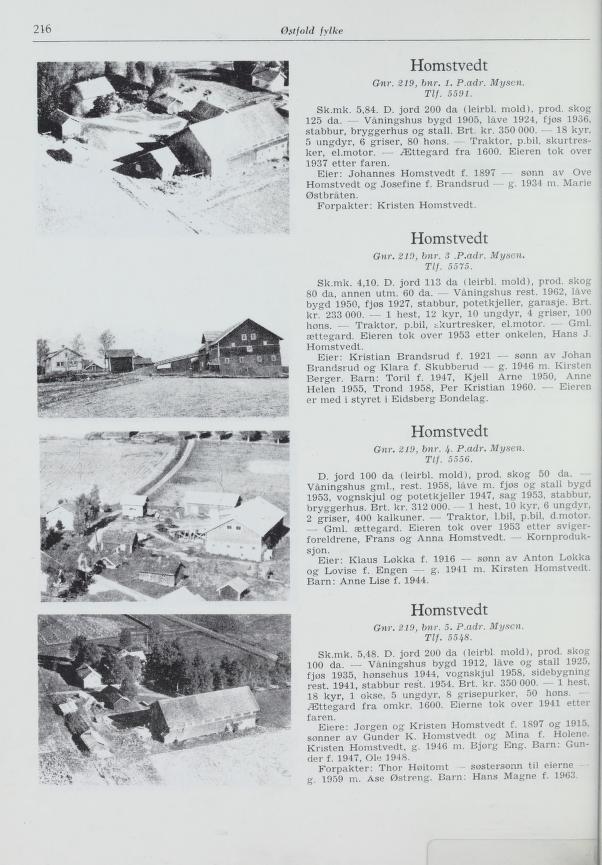 216
Østfold fylke
Homstvedt
Gnr. 219, bnr. 1. P.adr. Mysen.
Tlf. 5591.
Sk.mk. 5,84. D. jord 200 da (leirbl. mold), prod. skog
125 da. — Våningshus bygd 1905, låve 1924, fjøs 1936,
stabbur, bryggerhus og stall. Brt. kr. 350 000. — 18 kyr,
5 ungdyr, 6 griser, 80 høns. — Traktor, p.bil, skurtres-
ker, el.motor. — Ættegard fra 1600. Eieren tok over
1937 etter faren.
Eier: Johannes Homstvedt f. 1897 — sønn av Ove
Homstvedt og Josefine f. Brandsrud — g. 1934 m. Marie
Østbråten.
Forpakter: Kristen Homstvedt.
Homstvedt
Gnr. 219, bnr. 3 .P.adr. Mysen.
Tlf. 5575.
Sk.mk. 4,10. D. jord 113 da (leirbl. mold), prod. skog
80 da, annen utm. 60 da. — Våningshus rest. 1962, låve
bygd 1950, fjøs 1927, stabbur, potetkjeller, garasje. Brt.
kr. 233 000. — 1 hest, 12 kyr, 10 ungdyr, 4 griser, 100
høns. — Traktor, p.bil, skurtresker, el.motor. — Gml.
ættegard. Eieren tok over 1953 etter onkelen, Hans J.
Homstvedt.
Eier: Kristian Brandsrud f. 1921 — sønn av Johan
Brandsrud og Klara f. Skubberud — g. 1946 m. Kirsten
Berger. Barn: Toril f. 1947, Kjell Arne 1950, Anne
Helen 1955, Trond 1958, Per Kristian 1960. — Eieren
er med i styret i Eidsberg Bondelag.
Homstvedt
Gnr. 219, bnr. 4. P.adr. Mysen.
Tlf. 5556.
D. jord 100 da (leirbl. mold), prod. skog 50 da. —
Våningshus gml., rest. 1958, låve m. fjøs og stall bygd
1953, vognskjul og potetkjeller 1947, sag 1953, stabbur,
bryggerhus. Brt. kr. 312 000. — 1 hest, 10 kyr, 6 ungdyr,
2 griser, 400 kalkuner. — Traktor, l.bil, p.bil, d.motor.
— Gml. ættegard. Eieren tok over 1953 etter sviger-
foreldrene, Frans og Anna Homstvedt. — Kornproduk-
sjon.
Eier: Klaus Løkka f. 1916 — sønn av Anton Løkka
og Lovise f. Engen — g. 1941 m. Kirsten Homstvedt.
Barn: Anne Lise f. 1944.
Homstvedt
Gnr. 219, bnr. 5. P.adr. Mysen.
Tlf. 5548.
Sk.mk. 5,48. D. jord 200 da (leirbl. mold), prod. skog
100 da. — Våningshus bygd 1912, låve og stall 1925,
fjøs 1935, hønsehus 1944, vognskjul 1958, sidebygning
rest. 1941, stabbur rest. 1954. Brt. kr. 350 000. — 1 hest,
18 kyr, 1 okse, 5 ungdyr, 8 grisepurker, 50 høns. —
Ættegard fra omkr. 1600. Eierne tok over 1941 etter
faren.
Eiere: Jørgen og Kristen Homstvedt f. 1897 og 1915,
sønner av Gunder K. Homstvedt og Mina f. Holene.
Kristen Homstvedt, g. 1946 m. Bjørg Eng. Barn: Gun-
der f. 1947, Ole 1948.
Forpakter: Thor Høitomt — søstersønn til eierne —
g. 1959 m. Åse Østreng. Barn: Hans Magne f. 1963.